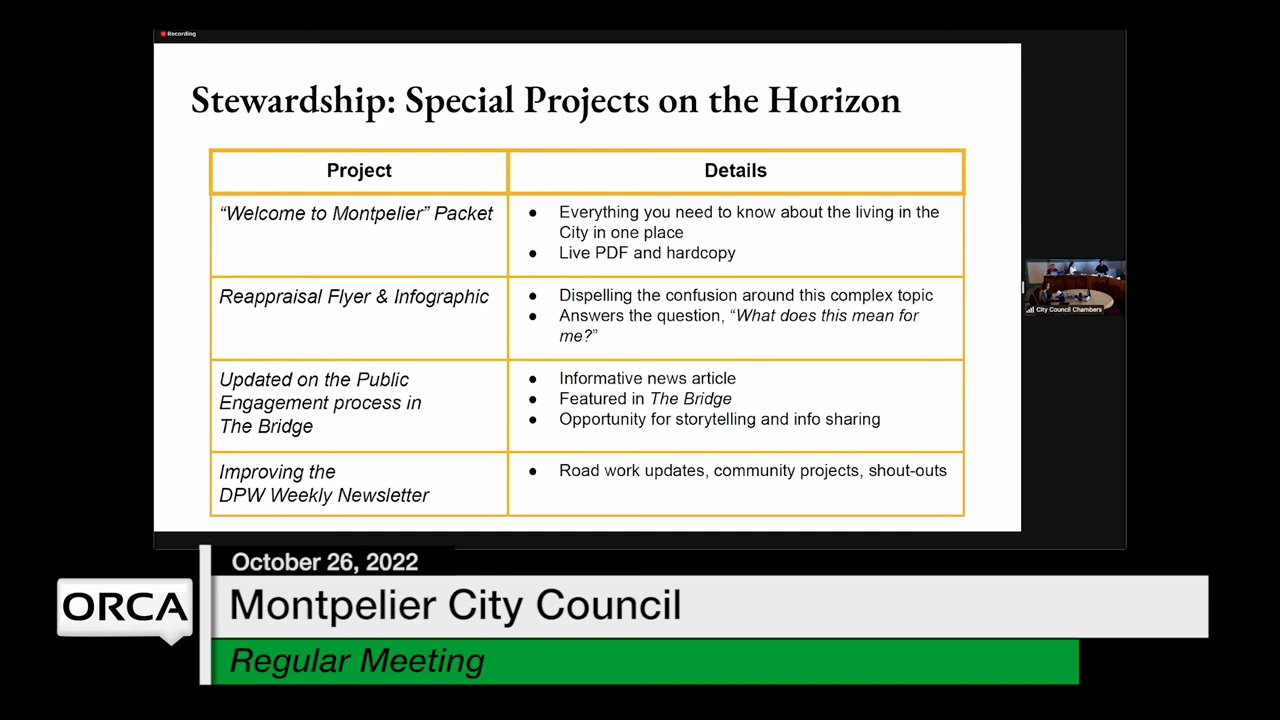 Recording
Stewardship: Special Projects on the Horizon
Project
Details
“Welcome to Montpelier” Packet
● Everything you need to know about the living in the
City in one place
● Live PDF and hardcopy
Reappraisal Flyer & Infographic
● Dispelling the confusion around this complex topic
● Answers the question, “What does this mean for
me?”
Updated on the Public
Engagement process in
The Bridge
● Informative news article
● Featured in The Bridge
● Opportunity for storytelling and info sharing
Improving the
DPW Weekly Newsletter
● Road work updates, community projects, shout-outs
City Council Chambers
October 26, 2022
ORCA
Montpelier City Council
Regular Meeting